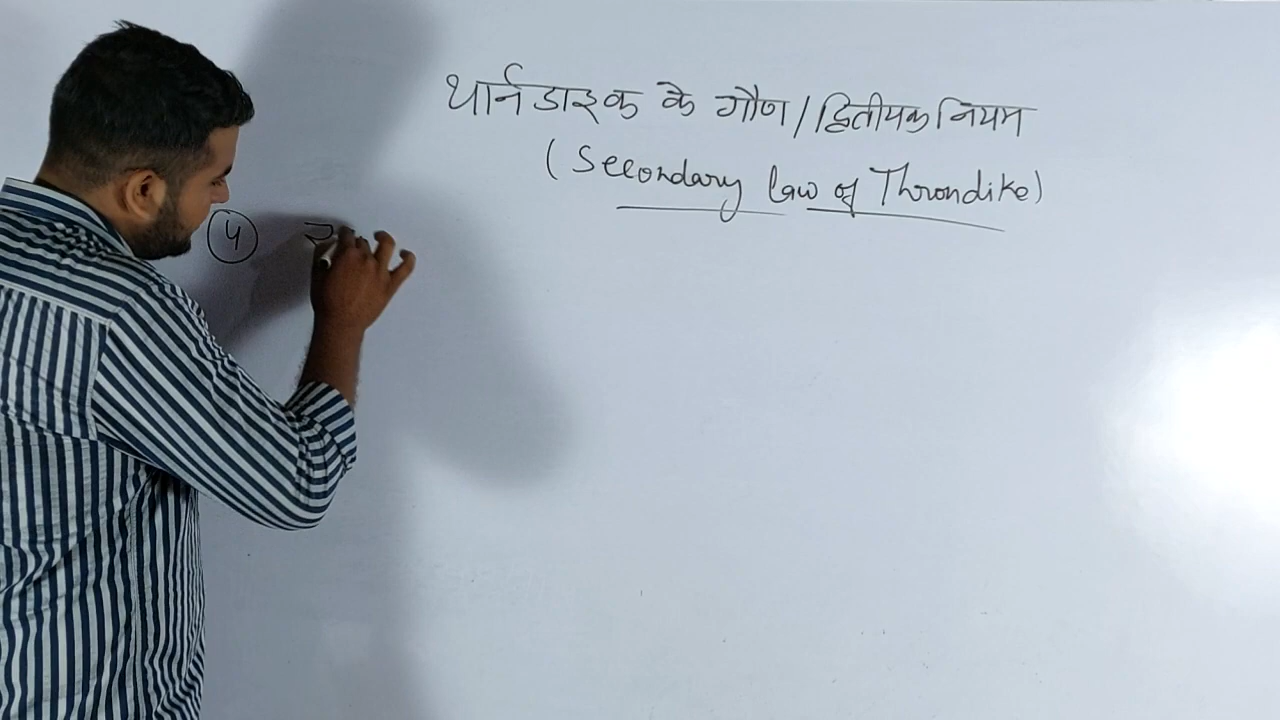 थार्नडाइक के गौण/द्वितीयक नियम
(Secondary law of Throndike)
4